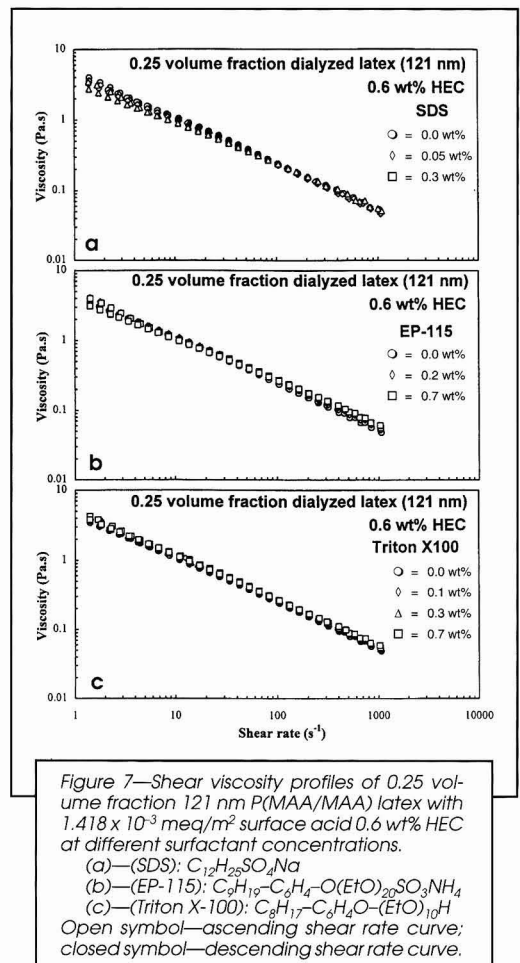 10
0.25 volume fraction dialyzed latex (121 nm)
0.6 wt% HEC
SDS
○ = 0.0 wt%
◊ = 0.05 wt%
□ = 0.3 wt%
Viscosity (Pa.s)
1
0.1
0.01
a
10
0.25 volume fraction dialyzed latex (121 nm)
0.6 wt% HEC
EP-115
○ = 0.0 wt%
◊ = 0.2 wt%
□ = 0.7 wt%
Viscosity (Pa.s)
1
0.1
0.01
b
10
0.25 volume fraction dialyzed latex (121 nm)
0.6 wt% HEC
Triton X100
○ = 0.0 wt%
◊ = 0.1 wt%
△ = 0.3 wt%
□ = 0.7 wt%
Viscosity (Pa.s)
1
0.1
0.01
c
1 10 100 1000 10000
Shear rate (s⁻¹)
Figure 7—Shear viscosity profiles of 0.25 vol-
ume fraction 121 nm P(MAA/MAA) latex with
1.418 x 10⁻³ meq/m² surface acid 0.6 wt% HEC
at different surfactant concentrations.
(a)—(SDS): C₁₂H₂₅SO₄Na
(b)—(EP-115): C₉H₁₉–C₆H₄–O(EtO)₂₀SO₃NH₄
(c)—(Triton X-100): C₈H₁₇–C₆H₄O–(EtO)₁₀H
Open symbol—ascending shear rate curve;
closed symbol—descending shear rate curve.